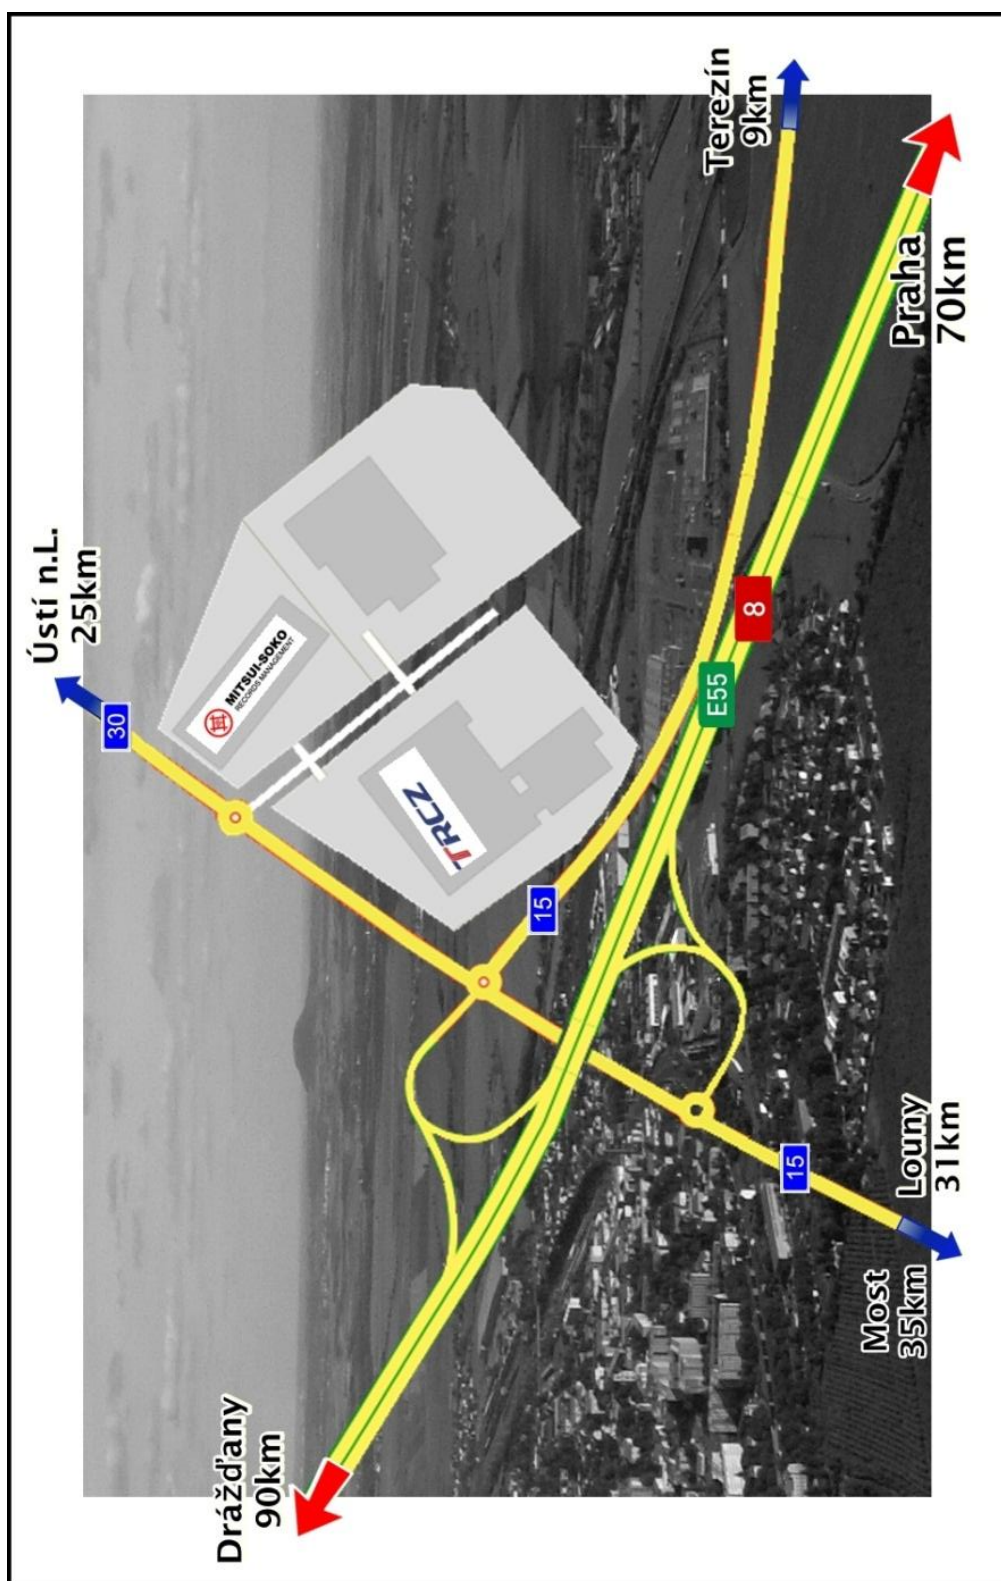 Ústí n.L.
25km
30
MITSUI-SOKO
RECORDS MANAGEMENT
Terezín
9km
Drážďany
90km
TRCZ
15
E55
8
Praha
70km
15
Most
35km
Louny
31km